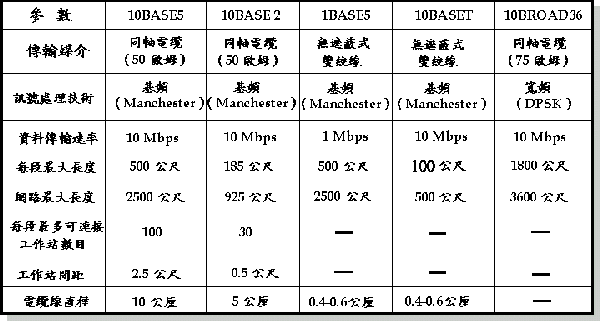 參 數 10BASE5 10BASE 2 1BASE5 10BASET 10BROAD36
傳輸媒介 同軸電纜 同軸電纜 無遮蔽式 無遮蔽式 同軸電纜
(50 歐姆) (50 歐姆) 雙絞線 雙絞線 (75 歐姆)
訊號處理技術 基頻 基頻 基頻 基頻 寬頻
(Manchester) (Manchester) (Manchester) (Manchester) (DPSK)
資料傳輸速率 10 Mbps 10 Mbps 1 Mbps 10 Mbps 10 Mbps
每段最大長度 500 公尺 185 公尺 500 公尺 100 公尺 1800 公尺
網路最大長度 2500 公尺 925 公尺 2500 公尺 500 公尺 3600 公尺
每段最多可連接
工作站數目 100 30 — — —
工作站間距 2.5 公尺 0.5 公尺 — — —
電纜線直徑 10 公厘 5 公厘 0.4-0.6公厘 0.4-0.6公厘 —